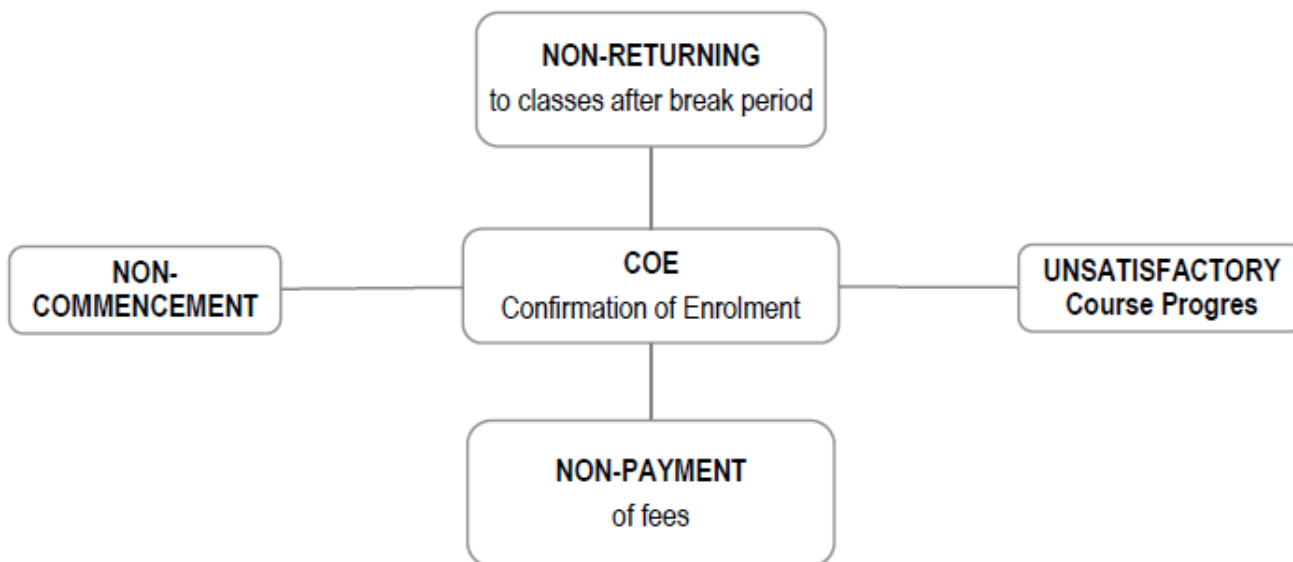 NON-RETURNING
to classes after break period
NON-
COMMENCEMENT
COE
Confirmation of Enrolment
UNSATISFACTORY
Course Progres
NON-PAYMENT
of fees